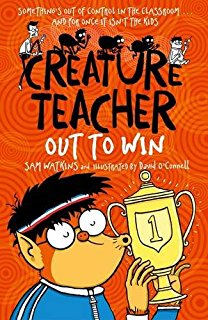 SOMETHING'S OUT OF CONTROL IN THE CLASSROOM...
AND FOR ONCE IT ISN'T THE KIDS
CREATURE
TEACHER
OUT TO WIN
SAM WATKINS and ILLUSTRATED BY DAVID O'CONNELL
1